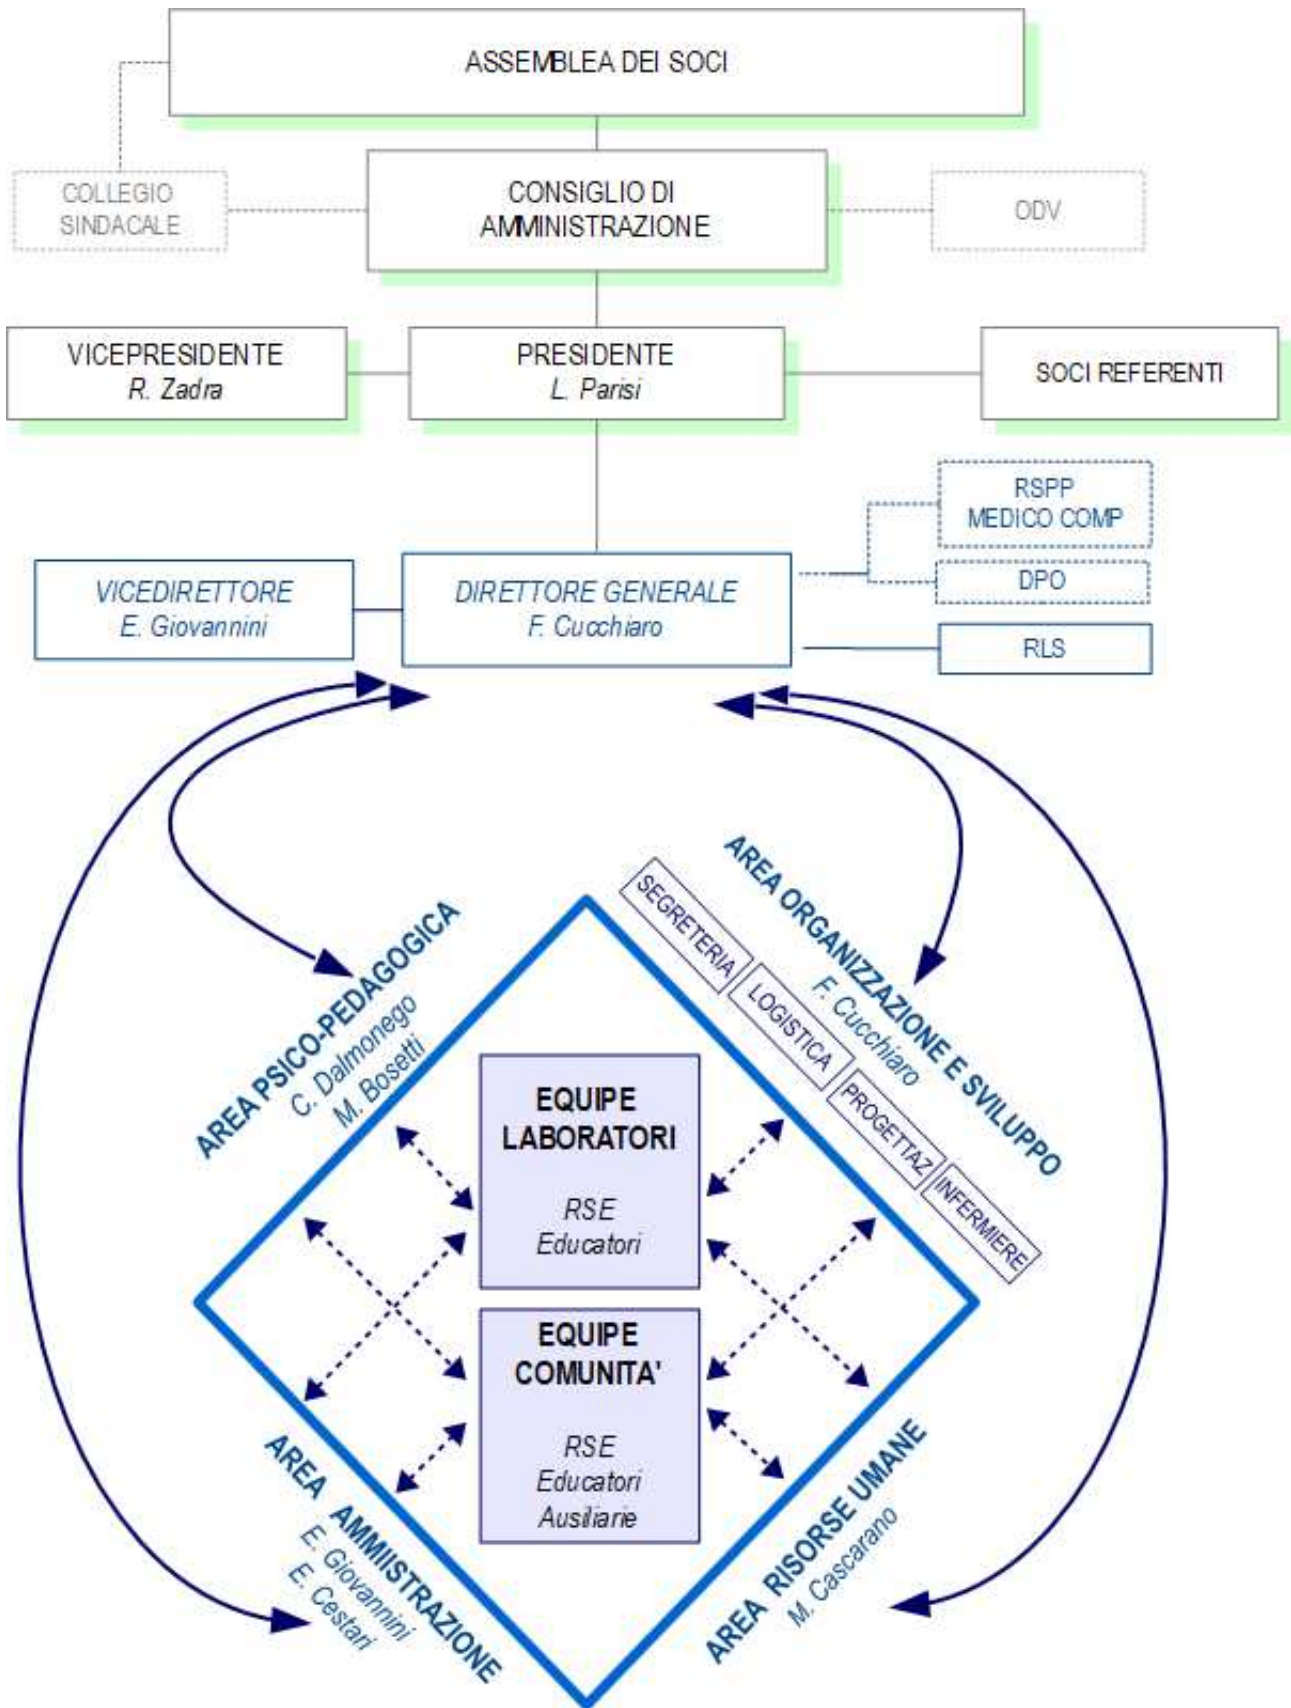 ASSEMBLEA DEI SOCI
COLLEGIO
SINDACALE
CONSIGLIO DI
AMMINISTRAZIONE
ODV
VICEPRESIDENTE
R. Zadra
PRESIDENTE
L. Parisi
SOCI REFERENTI
RSPP
MEDICO COMP
DPO
RLS
VICEDIRETTORE
E. Giovannini
DIRETTORE GENERALE
F. Cucchiaro
AREA PSICO-PEDAGOGICA
C. Dalmonego
M. Bosetti
AREA ORGANIZZAZIONE E SVILUPPO
F. Cucchiaro
SEGRETERIA
LOGISTICA
PROGETTAZ
INFERMIERE
EQUIPE
LABORATORI
RSE
Educatori
EQUIPE
COMUNITA'
RSE
Educatori
Ausiliarie
AREA AMMIISTRAZIONE
E. Giovannini
E. Cestari
AREA RISORSE UMANE
M. Cascarano